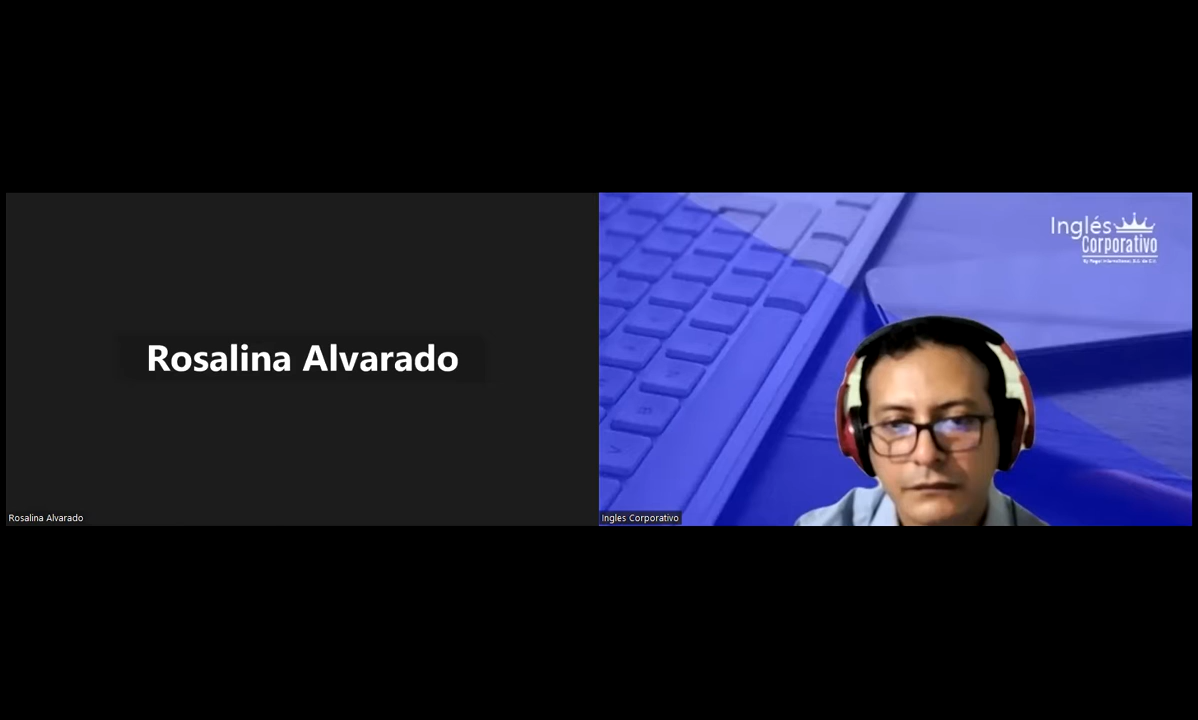 Rosalina Alvarado
Rosalina Alvarado
Inglés
Corporativo
Ingles Corporativo